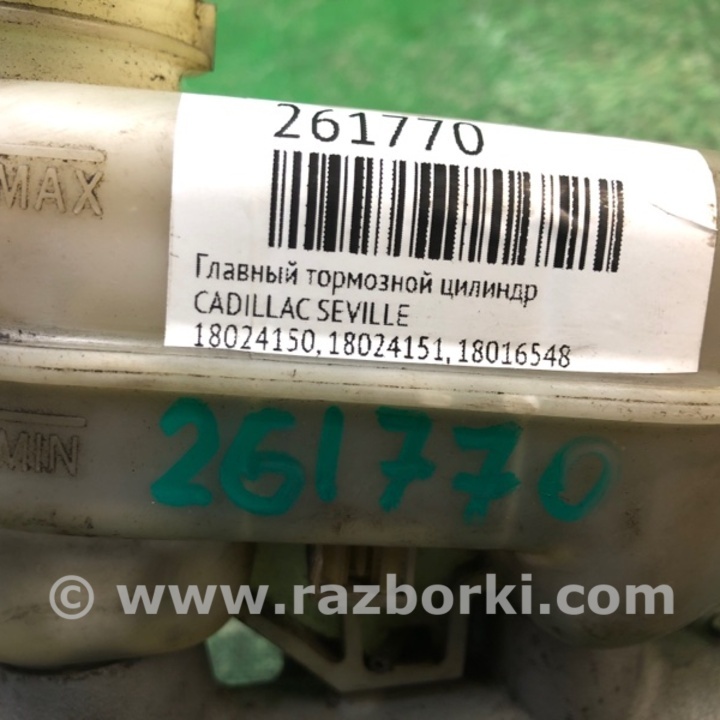 261770
MAX
Главный тормозной цилиндр
CADILLAC SEVILLE
18024150, 18024151, 18016548
MIN
261770
© www.razborki.com